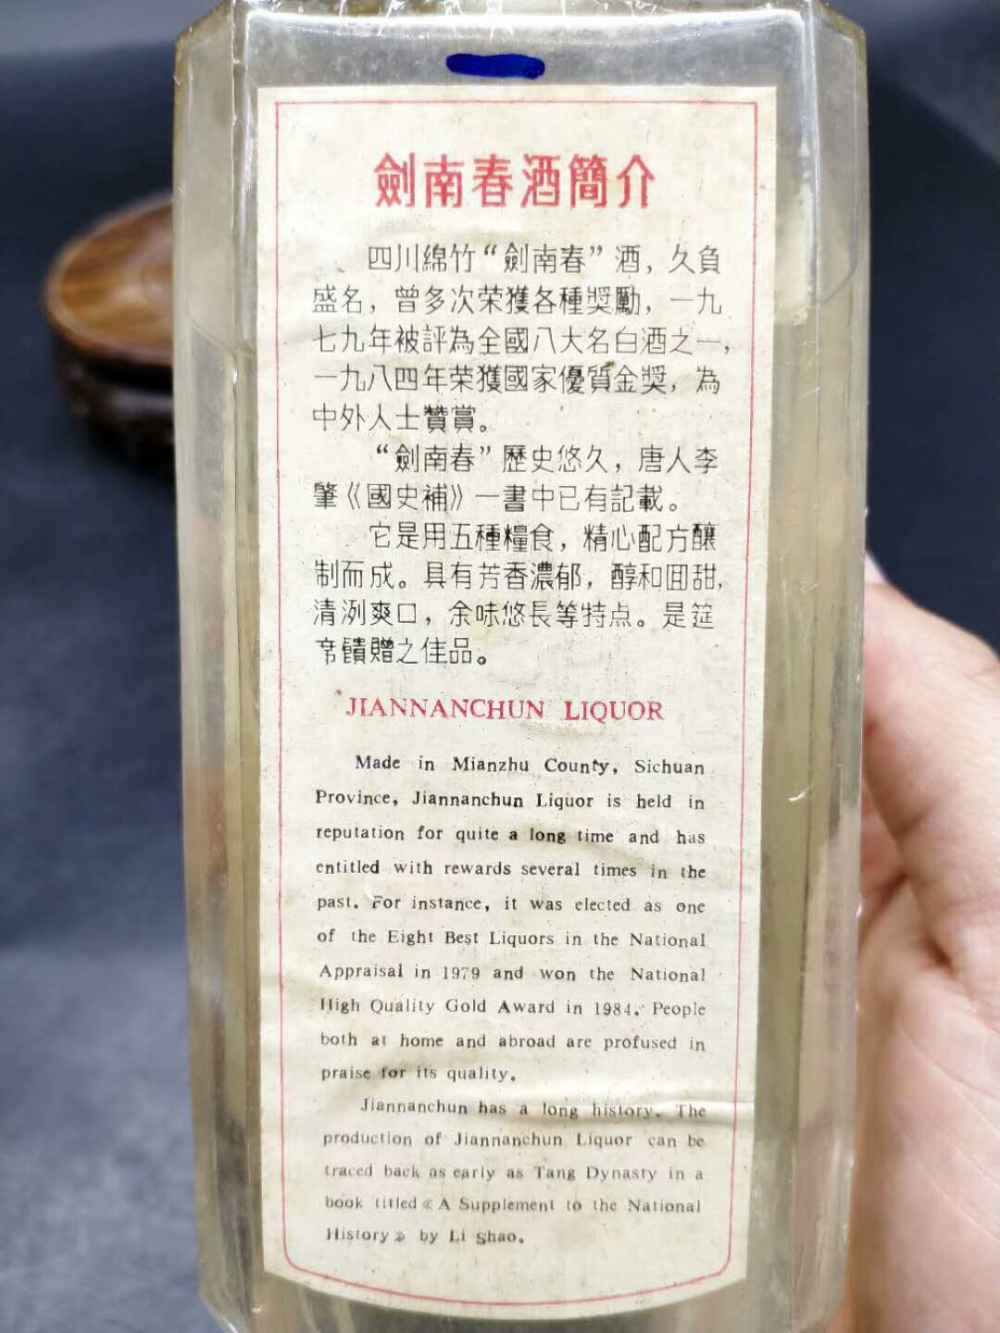 劍南春酒簡介
四川綿竹“劍南春”酒，久負
盛名，曾多次荣獲各種獎勵，一九
七九年被評為全國八大名白酒之一，
一九八四年荣獲國家優質金獎，為
中外人士贊賞。
“劍南春”歷史悠久，唐人李
肇《國史補》一書中已有記載。
它是用五種糧食，精心配方釀
制而成。具有芳香濃郁，醇和回甜，
清洌爽口，余味悠長等特点。是筵
席饋贈之佳品。
JIANNANCHUN LIQUOR
Made in Mianzhu County, Sichuan
Province, Jiannanchun Liquor is held in
reputation for quite a long time and has
entitled with rewards several times in the
past. For instance, it was elected as one
of the Eight Best Liquors in the National
Appraisal in 1979 and won the National
High Quality Gold Award in 1984. People
both at home and abroad are profused in
praise for its quality.
Jiannanchun has a long history. The
production of Jiannanchun Liquor can be
traced back as early as Tang Dynasty in a
book titled《A Supplement to the National
History》by Li Shao.